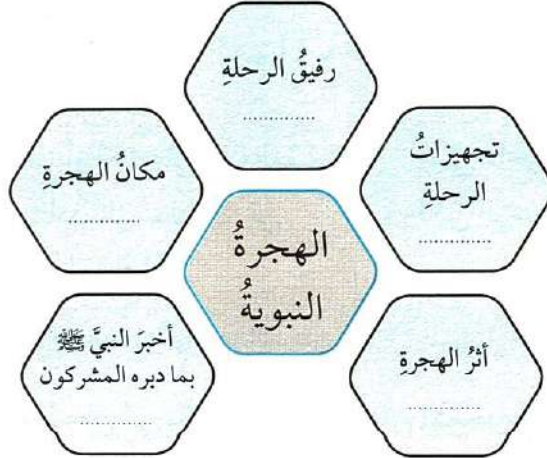 رفيقُ الرحلةِ
..............
تجهيزاتُ
الرحلةِ
..............
مكانُ الهجرةِ
..............
الهجرةُ
النبويةُ
أثرُ الهجرةِ
..............
أخبرَ النبيَّ ﷺ
بما دبره المشركون
..............